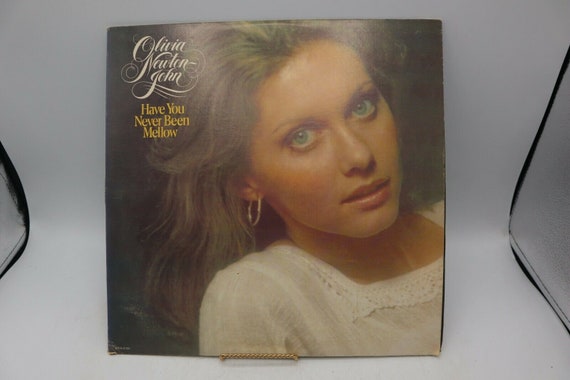 Olivia
Newton-
John
Have You
Never Been
Mellow